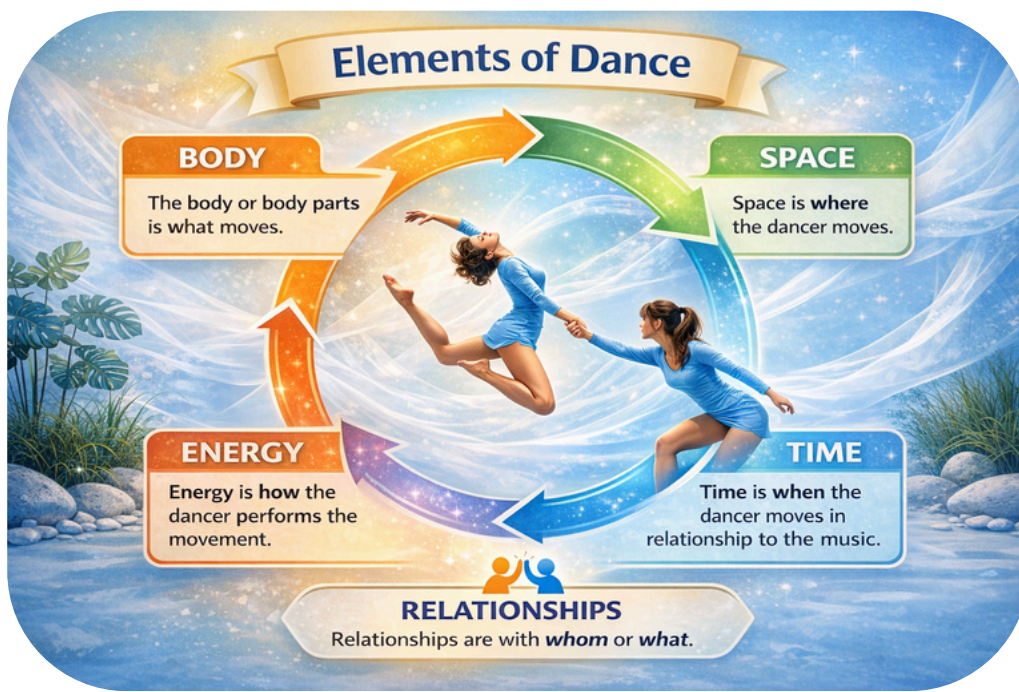 Elements of Dance
BODY
The body or body parts
is what moves.
SPACE
Space is where
the dancer moves.
ENERGY
Energy is how the
dancer performs the
movement.
TIME
Time is when the
dancer moves in
relationship to the music.
RELATIONSHIPS
Relationships are with whom or what.